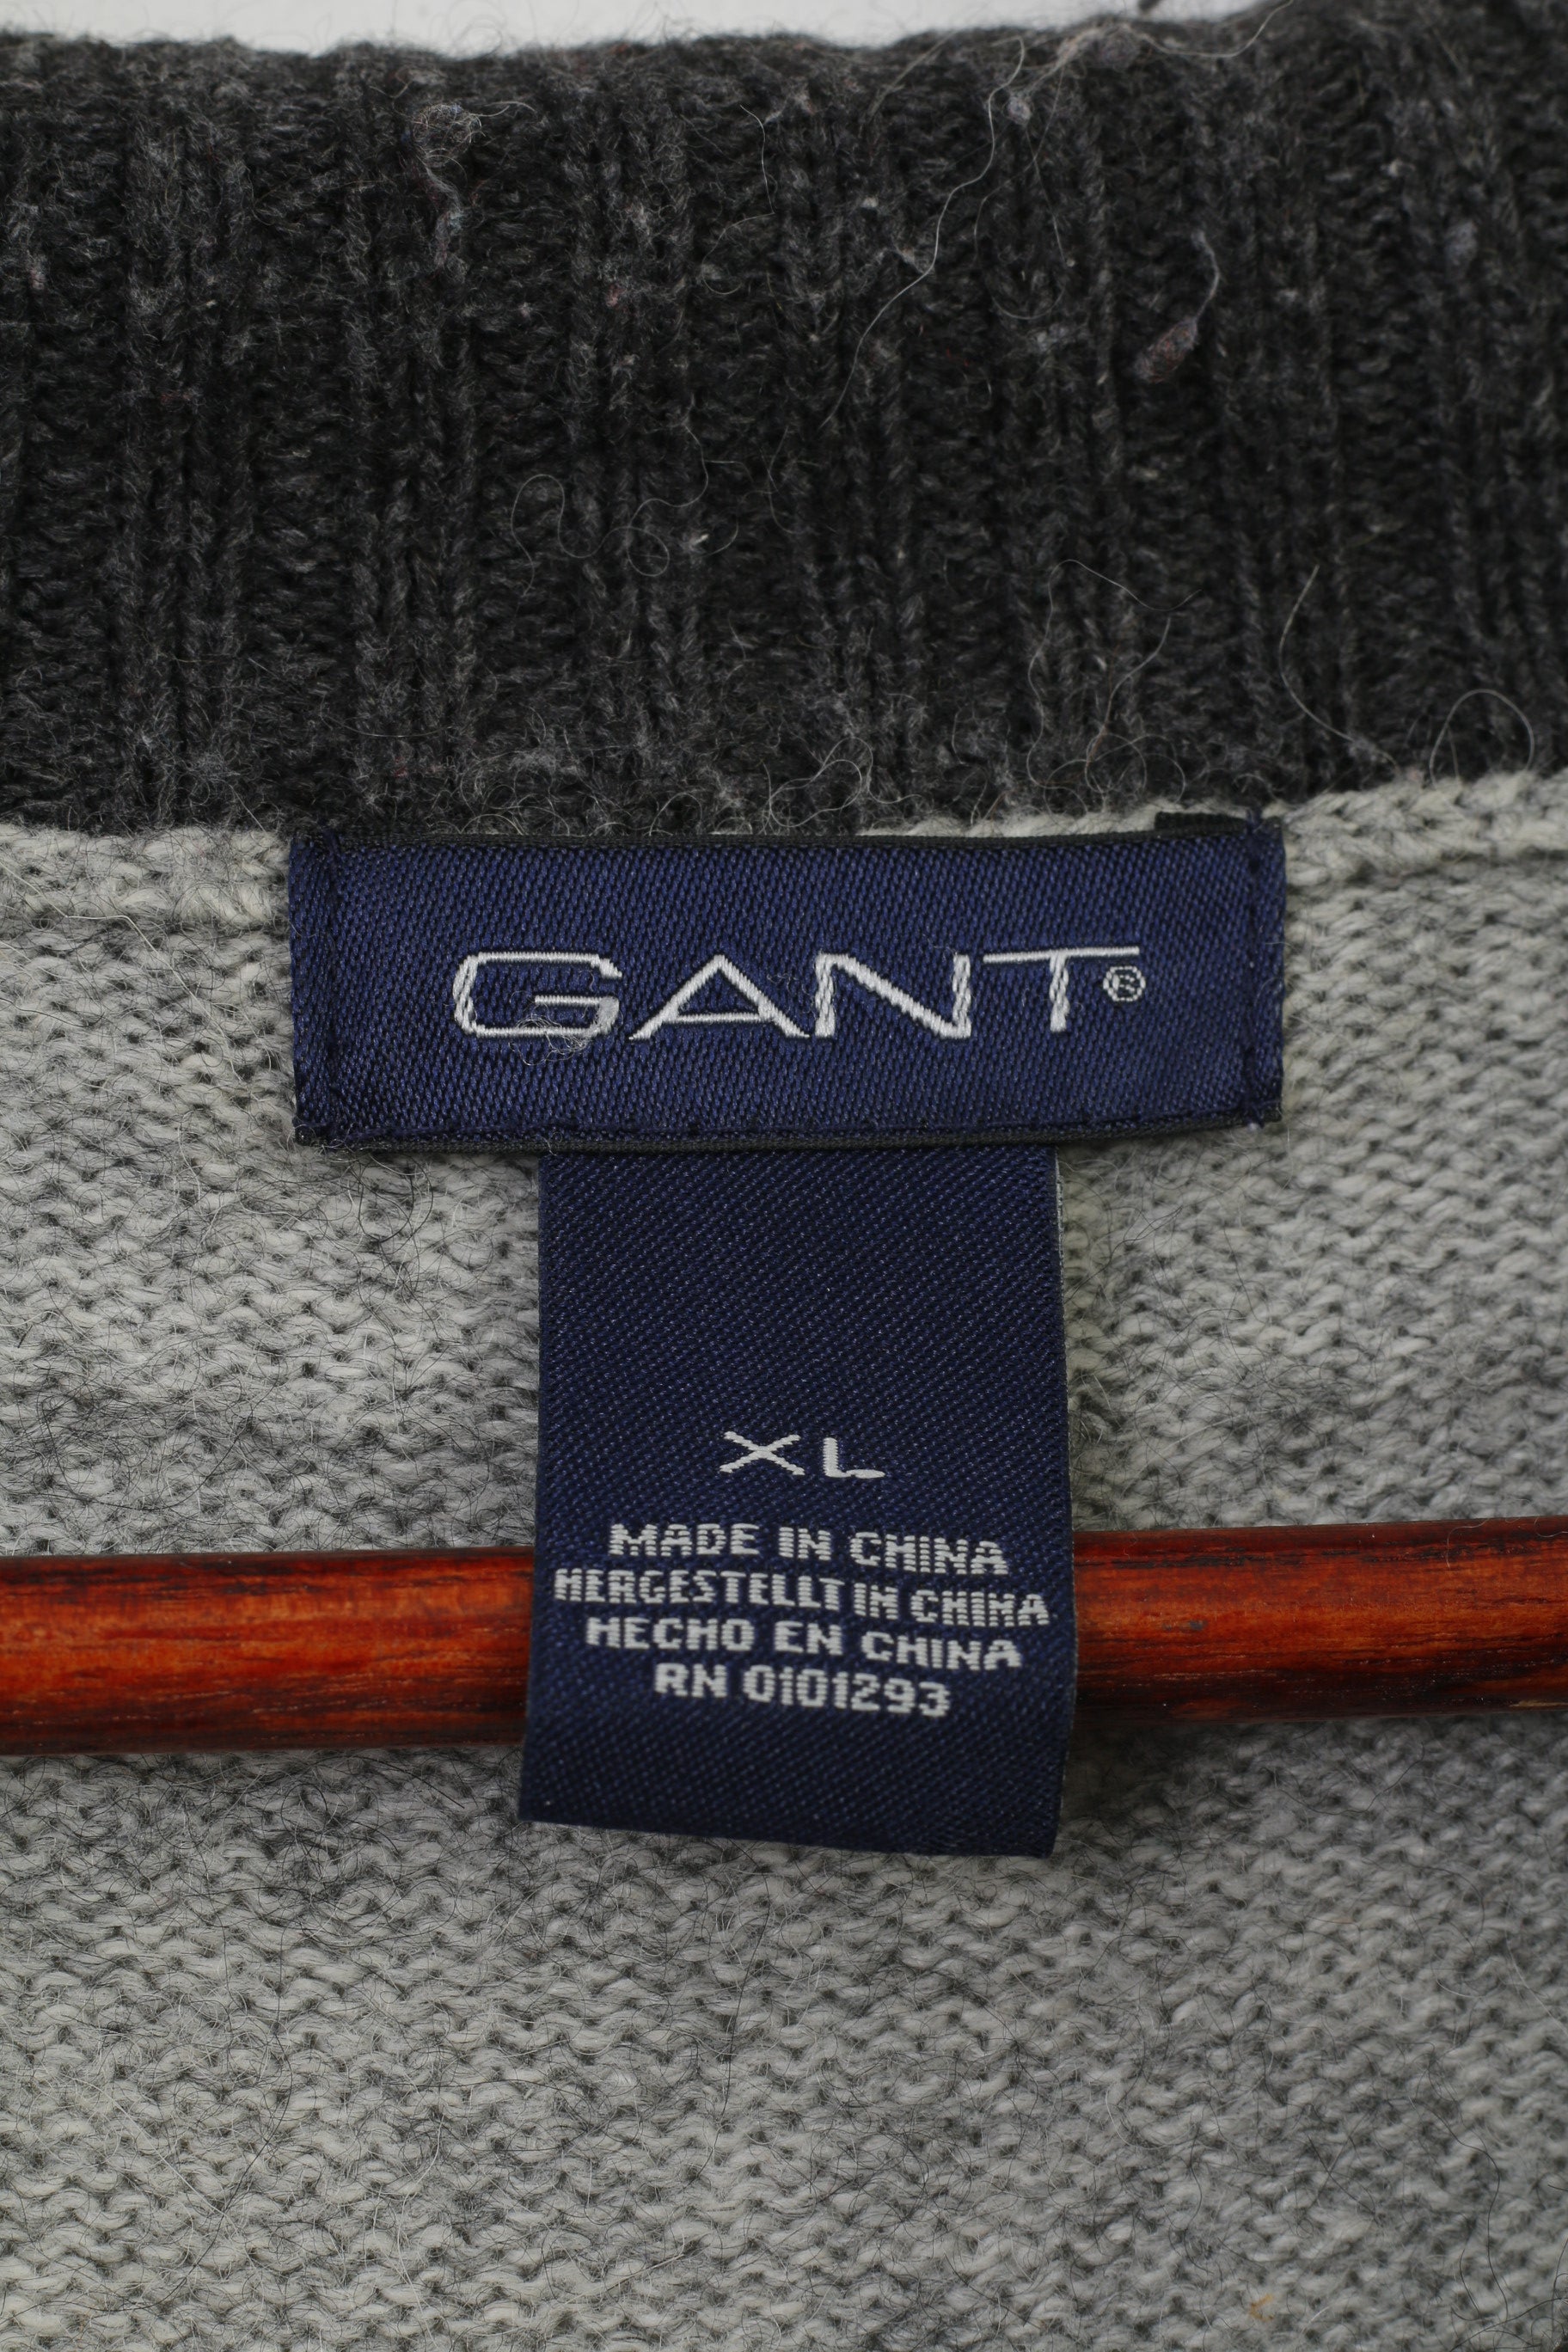 GANT®
XL
MADE IN CHINA
HERGESTELLT IN CHINA
HECHO EN CHINA
RN 0101293